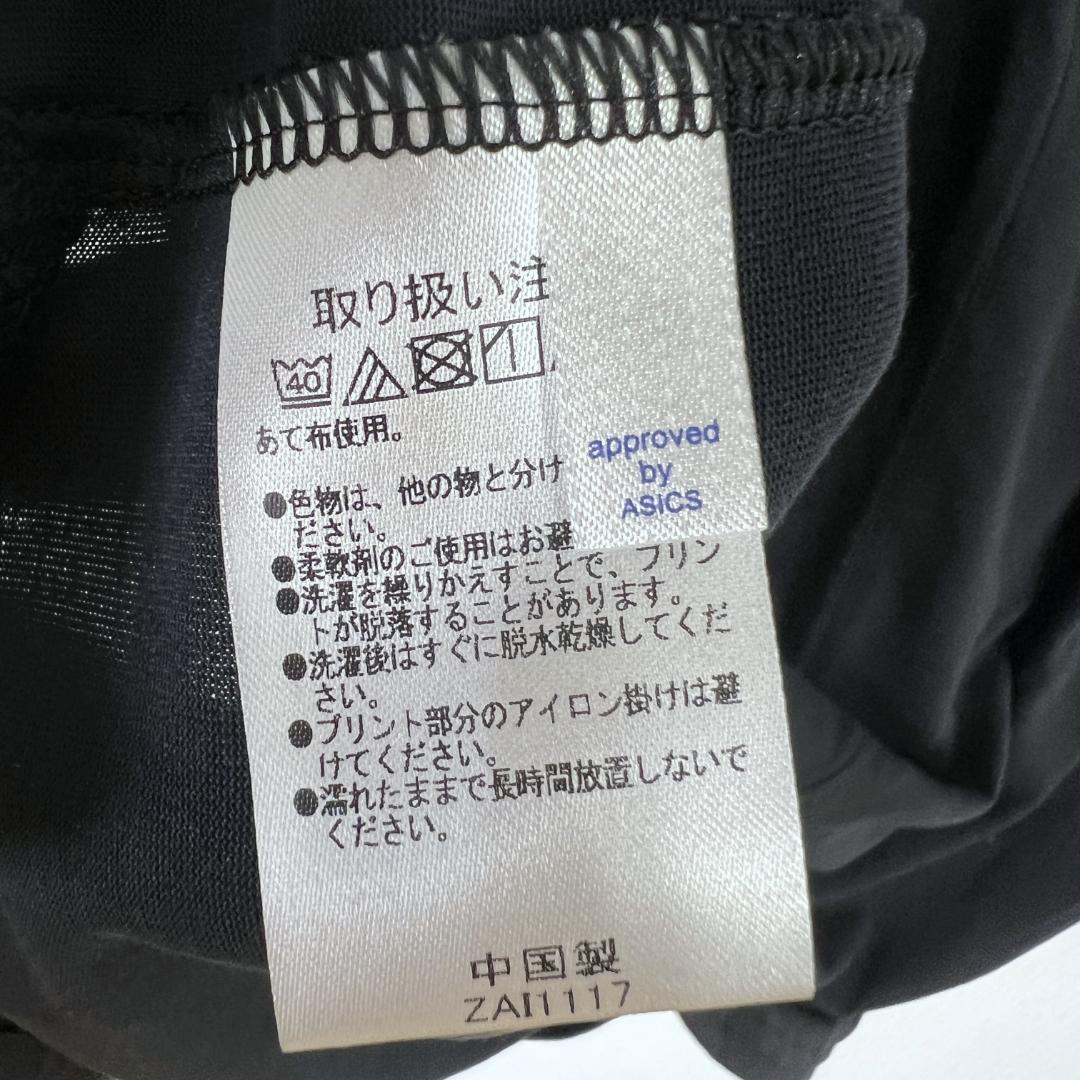 取り扱い注
40
あて布使用。
●色物は、他の物と分け
ださい。
●柔軟剤のご使用はお避
●洗濯を繰りかえすことで、プリン
トが脱落することがあります。
●洗濯後はすぐに脱水乾燥してくだ
さい。
●プリント部分のアイロン掛けは避
けてください。
●濡れたままで長時間放置しないで
ください。
中国製
ZAI1117
approved
by
ASICS